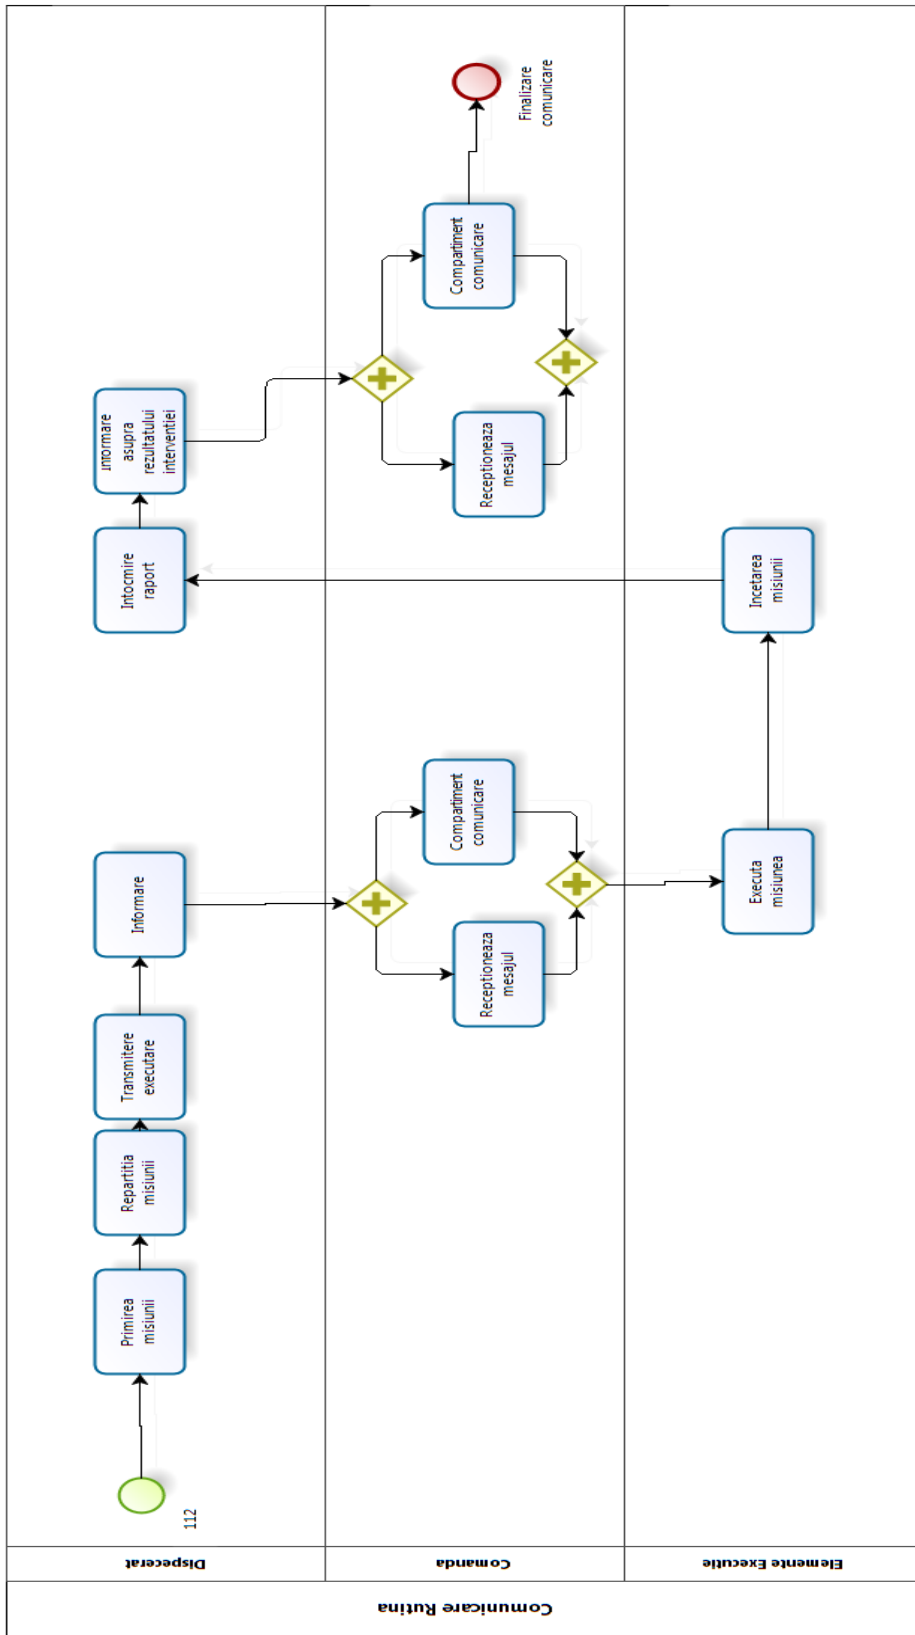 Comunicare Rutina
Dispecerat
112
Primirea
misiunii
Repartitia
misiunii
Transmitere
executare
Informare
Intocmire
raport
Informare
asupra
rezultatului
interventiei
Comanda
Receptioneaza
mesajul
Compartiment
comunicare
Receptioneaza
mesajul
Compartiment
comunicare
Finalizare
comunicare
Elemente Executie
Executa
misiunea
Incetarea
misiunii